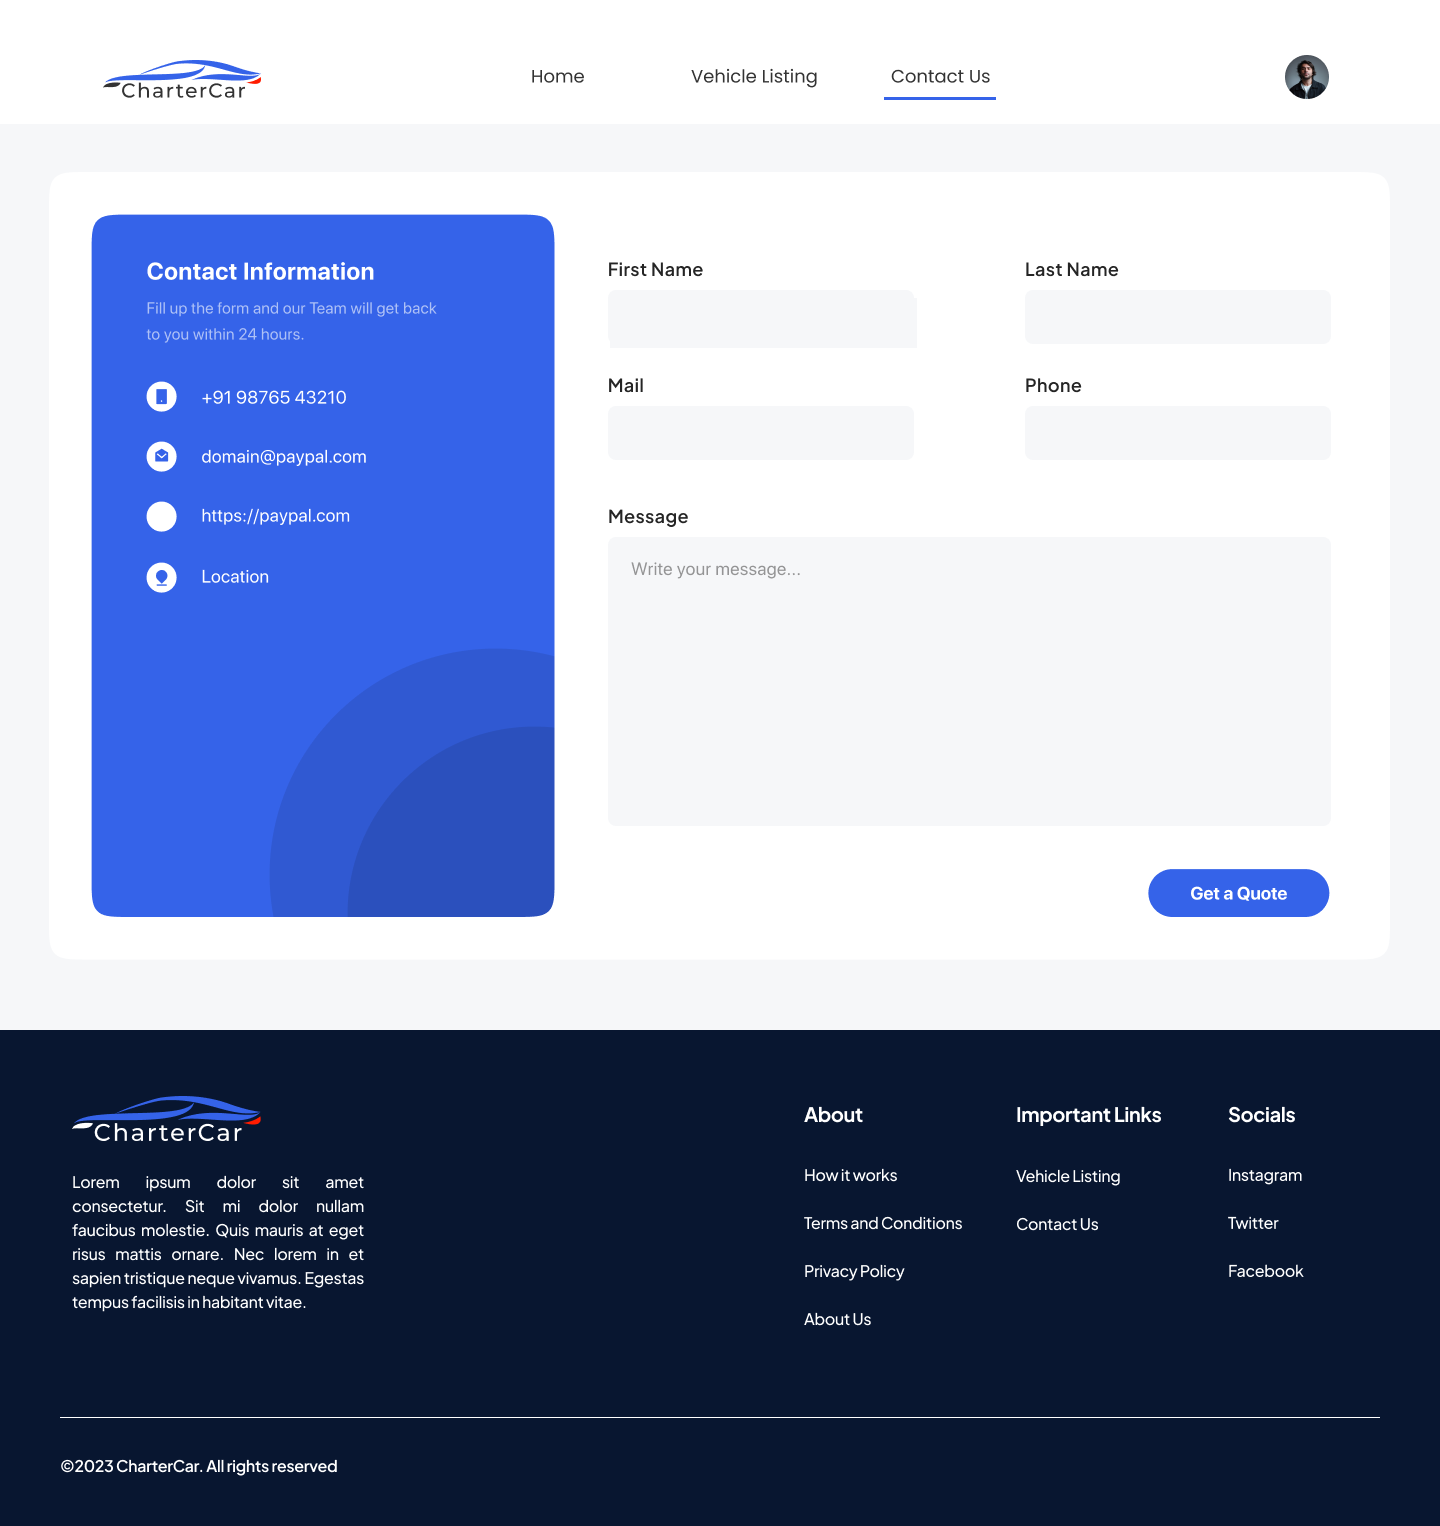 CharterCar
Home
Vehicle Listing
Contact Us
Contact Information
Fill up the form and our Team will get back
to you within 24 hours.
+91 98765 43210
domain@paypal.com
https://paypal.com
Location
First Name
Last Name
Mail
Phone
Message
Write your message...
Get a Quote
CharterCar
Lorem ipsum dolor sit amet
consectetur. Sit mi dolor nullam
faucibus molestie. Quis mauris at eget
risus mattis ornare. Nec lorem in et
sapien tristique neque vivamus. Egestas
tempus facilisis in habitant vitae.
About
How it works
Terms and Conditions
Privacy Policy
About Us
Important Links
Vehicle Listing
Contact Us
Socials
Instagram
Twitter
Facebook
©2023 CharterCar. All rights reserved